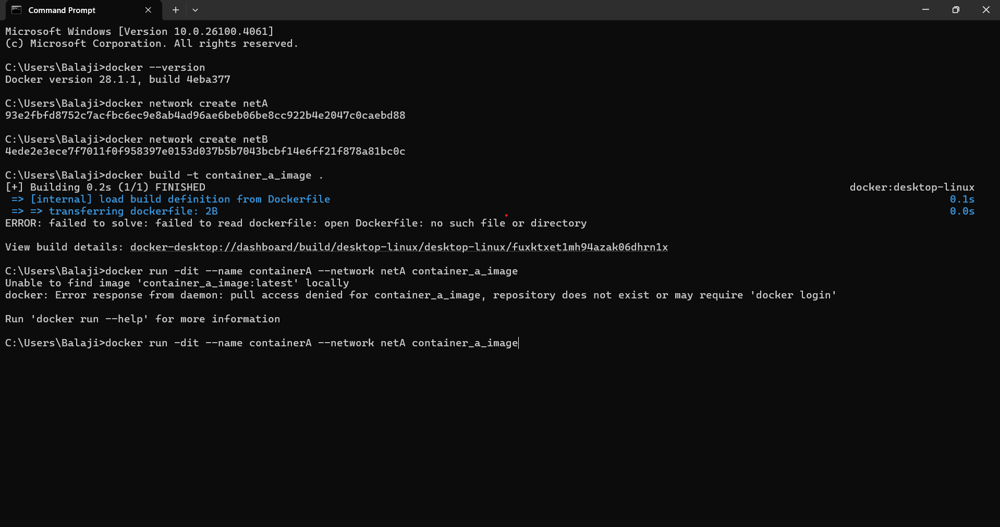 Command Prompt
Microsoft Windows [Version 10.0.26100.4061]
(c) Microsoft Corporation. All rights reserved.
C:\Users\Balaji>docker --version
Docker version 28.1.1, build 4eba377
C:\Users\Balaji>docker network create netA
93e2fbfd8752c7acfbc6ec9e8ab4ad96ae6beb06be8cc922b4e2047c0caebd88
C:\Users\Balaji>docker network create netB
4ede2e3ece7f7011f0f958397e0153d037b5b7043bcbf14e6ff21f878a81bc0c
C:\Users\Balaji>docker build -t container_a_image .
[+] Building 0.2s (1/1) FINISHED docker:desktop-linux
=> [internal] load build definition from Dockerfile 0.1s
=> => transferring dockerfile: 2B 0.0s
ERROR: failed to solve: failed to read dockerfile: open Dockerfile: no such file or directory
View build details: docker-desktop://dashboard/build/desktop-linux/desktop-linux/fuxktxet1mh94azak06dhrn1x
C:\Users\Balaji>docker run -dit --name containerA --network netA container_a_image
Unable to find image 'container_a_image:latest' locally
docker: Error response from daemon: pull access denied for container_a_image, repository does not exist or may require 'docker login'
Run 'docker run --help' for more information
C:\Users\Balaji>docker run -dit --name containerA --network netA container_a_image